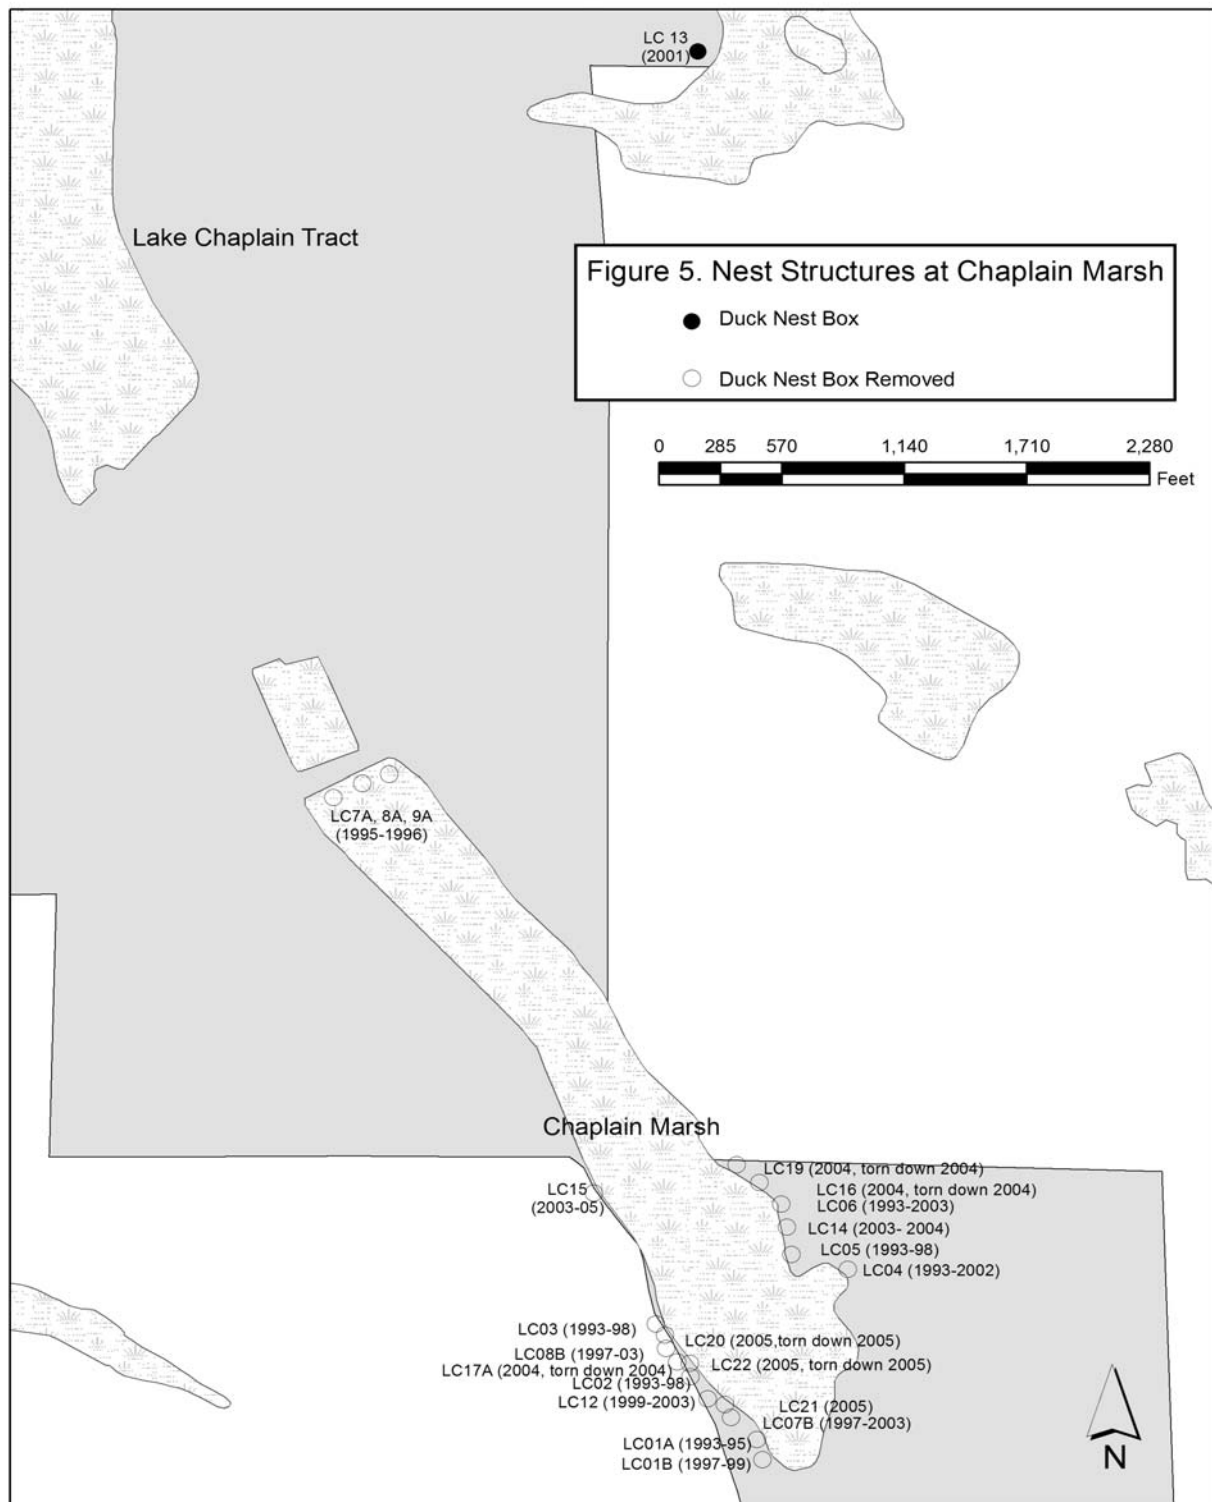 LC 13
(2001)
Lake Chaplain Tract
Figure 5. Nest Structures at Chaplain Marsh
Duck Nest Box
Duck Nest Box Removed
0 285 570 1,140 1,710 2,280
Feet
LC7A, 8A, 9A
(1995-1996)
Chaplain Marsh
LC19 (2004, torn down 2004)
LC15
(2003-05)
LC16 (2004, torn down 2004)
LC06 (1993-2003)
LC14 (2003- 2004)
LC05 (1993-98)
LC04 (1993-2002)
LC03 (1993-98)
LC20 (2005,torn down 2005)
LC08B (1997-03)
LC22 (2005, torn down 2005)
LC17A (2004, torn down 2004)
LC02 (1993-98)
LC12 (1999-2003)
LC21 (2005)
LC07B (1997-2003)
LC01A (1993-95)
LC01B (1997-99)
N